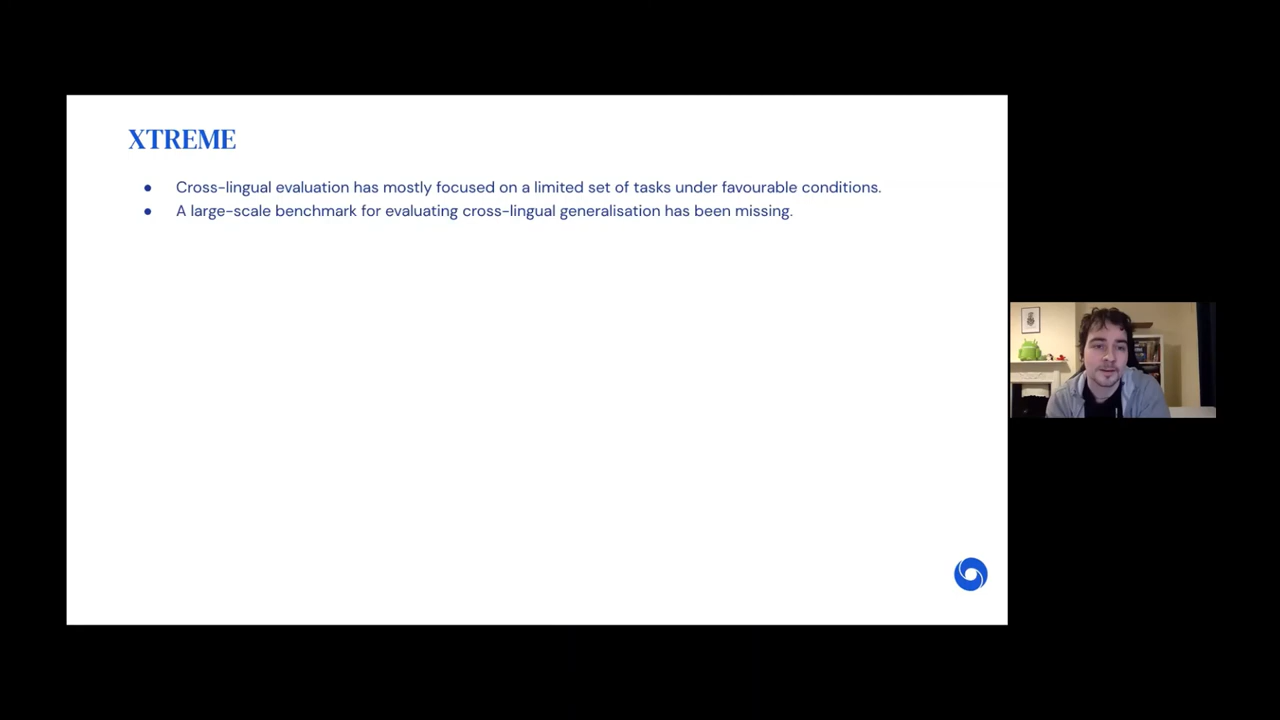 XTREME
● Cross-lingual evaluation has mostly focused on a limited set of tasks under favourable conditions.
● A large-scale benchmark for evaluating cross-lingual generalisation has been missing.